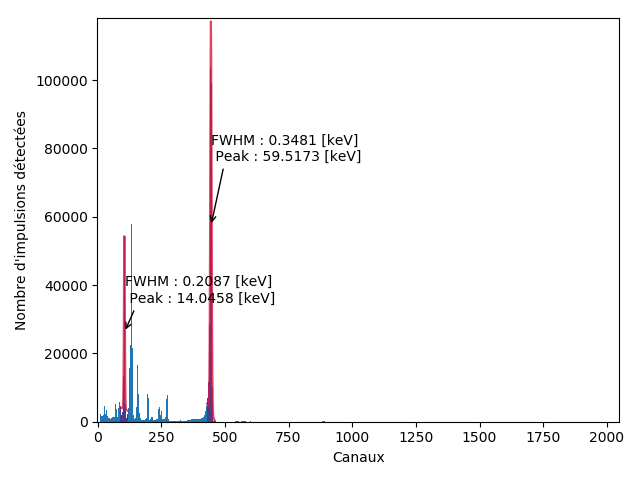 100000
80000
60000
40000
20000
0
Nombre d'impulsions détectées
FWHM : 0.3481 [keV]
Peak : 59.5173 [keV]
FWHM : 0.2087 [keV]
Peak : 14.0458 [keV]
0 250 500 750 1000 1250 1500 1750 2000
Canaux